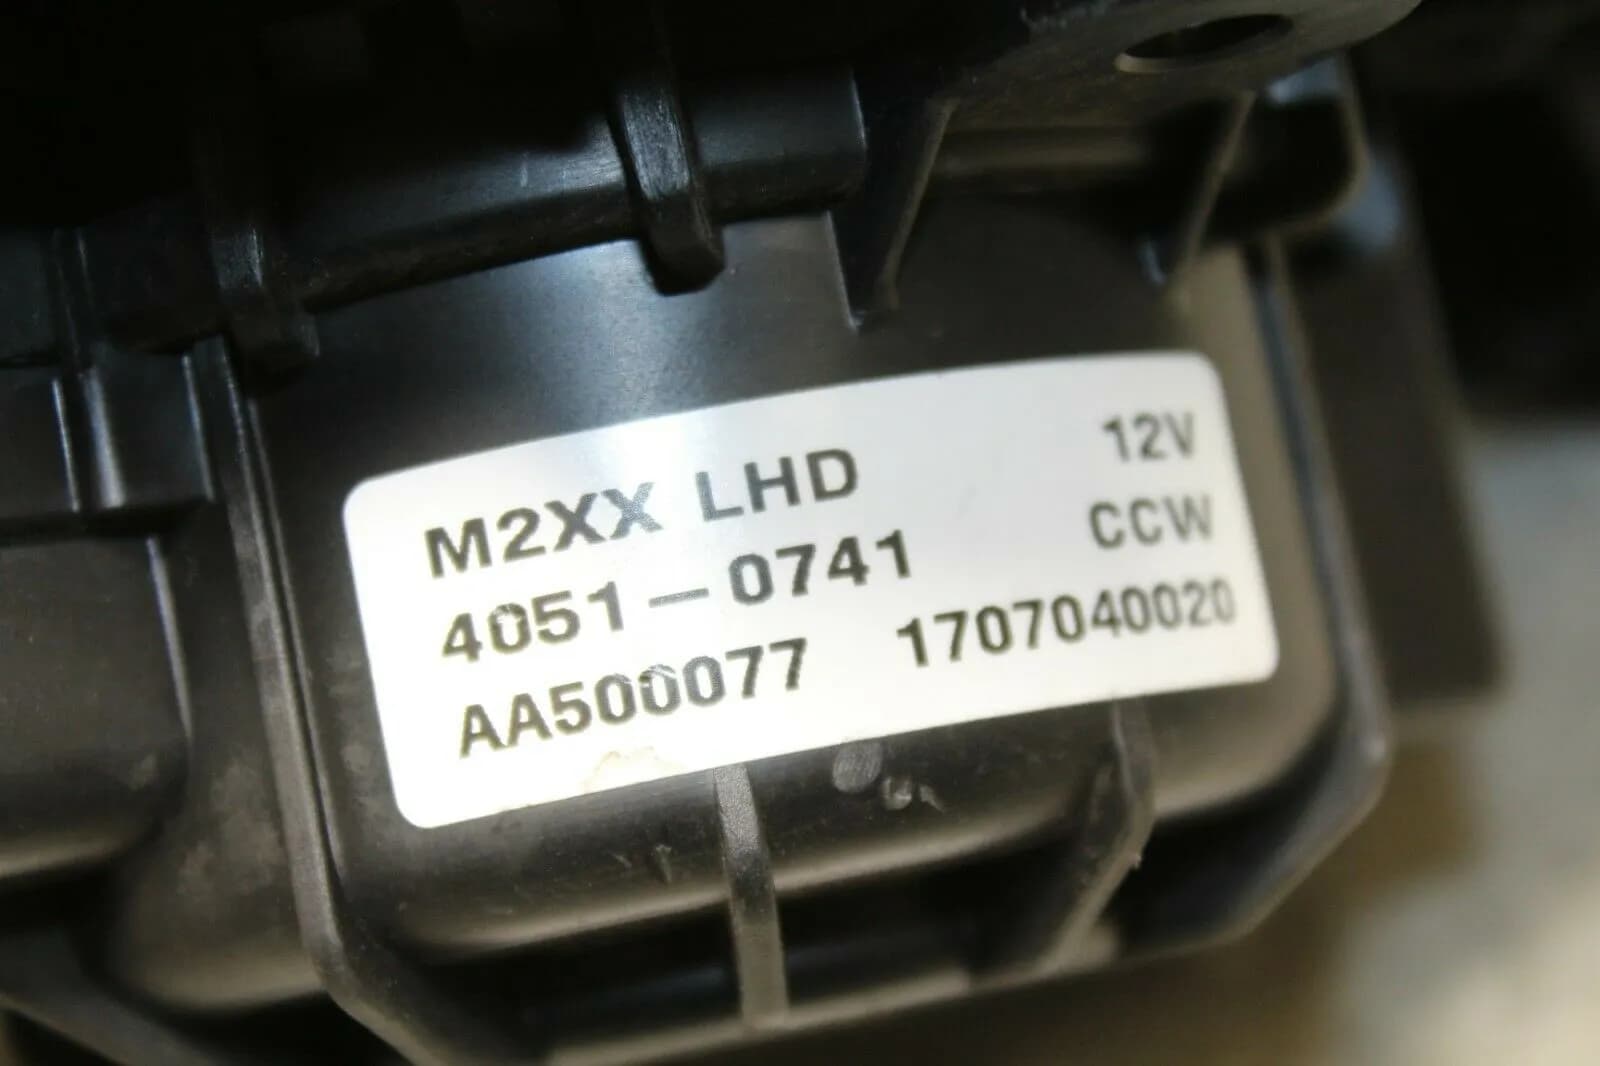 M2XX LHD 12V
4051-0741 CCW
AA500077 1707040020